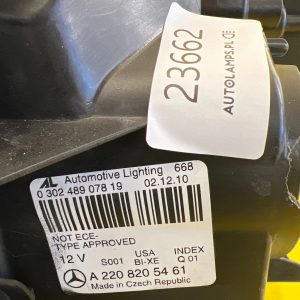 23662
AUTOLAMPS.PL
AL Automotive Lighting 668
0 302 489 078 19 02.12.10
NOT ECE-
TYPE APPROVED
12 V S001 USA BI-XE INDEX Q 01
A 220 820 54 61
Made in Czech Republic